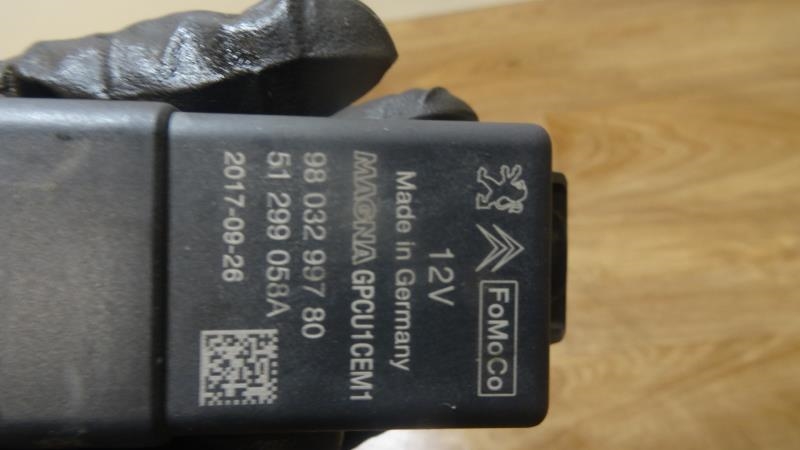 FoMoCo
12V
Made in Germany
MAGNA GPCU1CEM1
98 032 997 80
51 299 058A
2017-09-26